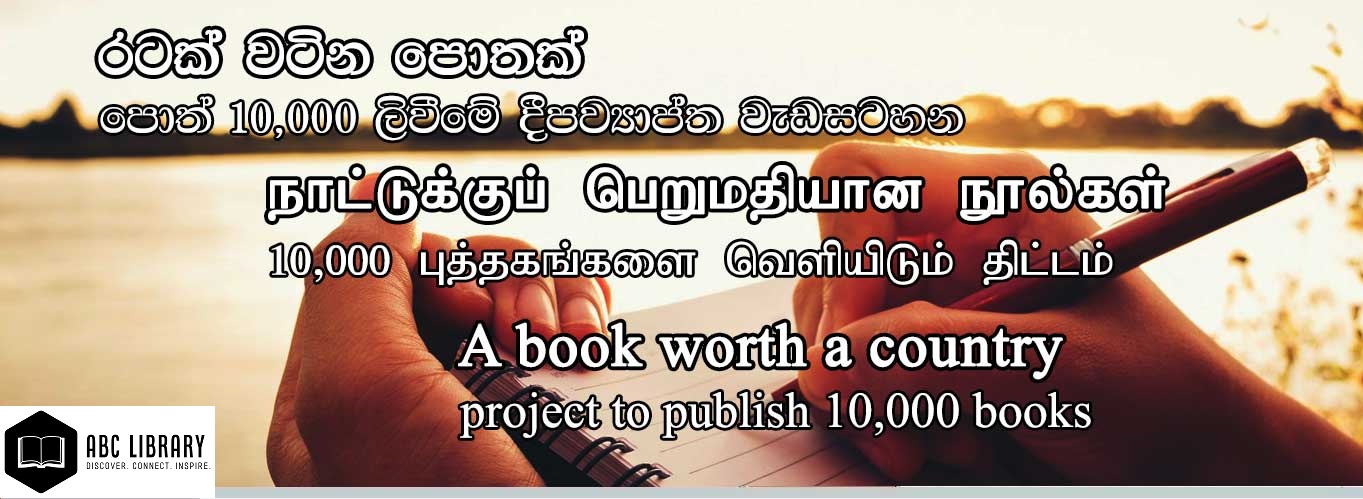 රටක් වටින පොතක්
පොත් 10,000 ලිවීමේ දීපව්‍යාප්ත වැඩසටහන
நாட்டுக்குப் பெறுமதியான நூல்கள்
10,000 புத்தகங்களை வெளியிடும் திட்டம்
A book worth a country
project to publish 10,000 books
ABC LIBRARY
DISCOVER. CONNECT. INSPIRE.